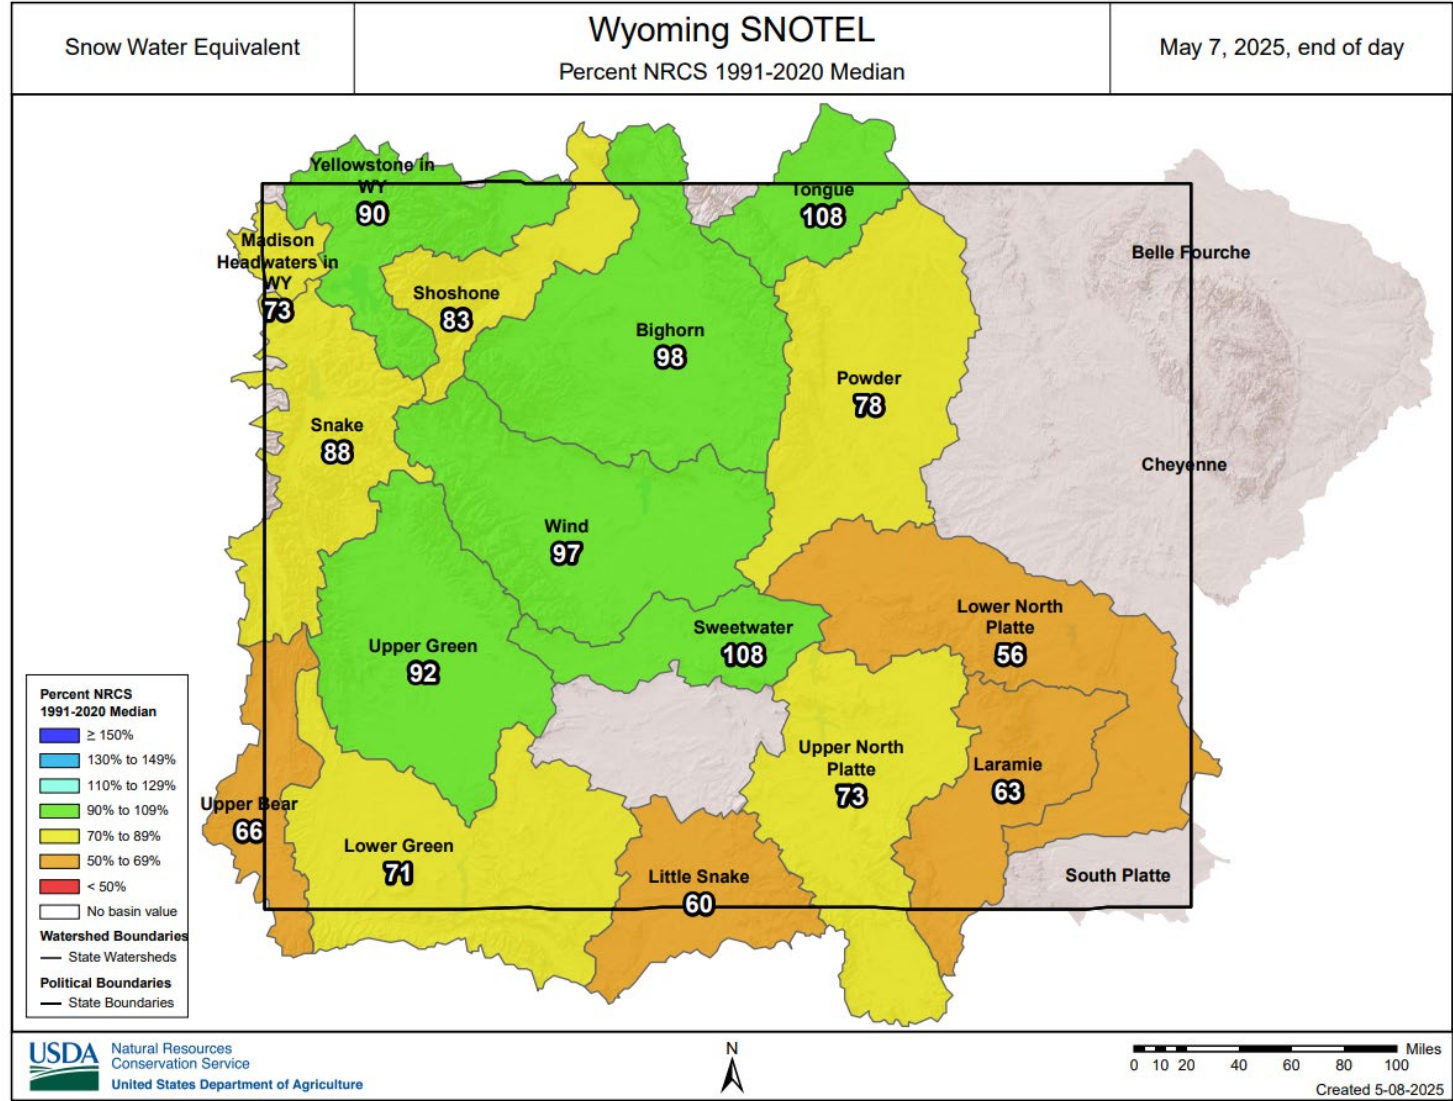 Snow Water Equivalent
Wyoming SNOTEL
Percent NRCS 1991-2020 Median
May 7, 2025, end of day
Yellowstone in
WY
90
Tongue
108
Madison
Headwaters in
WY
73
Shoshone
83
Belle Fourche
Bighorn
98
Powder
78
Snake
88
Cheyenne
Wind
97
Lower North
Platte
56
Sweetwater
108
Upper Green
92
Upper North
Platte
73
Laramie
63
Upper Bear
66
Lower Green
71
Little Snake
60
South Platte
Percent NRCS
1991-2020 Median
≥ 150%
130% to 149%
110% to 129%
90% to 109%
70% to 89%
50% to 69%
< 50%
No basin value
Watershed Boundaries
State Watersheds
Political Boundaries
State Boundaries
USDA
Natural Resources
Conservation Service
United States Department of Agriculture
N
Miles
0 10 20 40 60 80 100
Created 5-08-2025